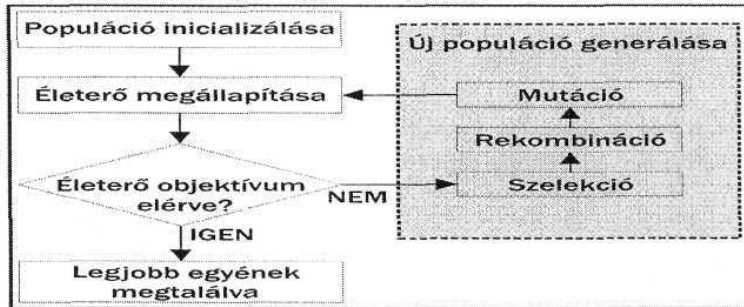 Populáció inicializálása
Életerő megállapítása
Életerő objektívum
elérve?
NEM
IGEN
Legjobb egyének
megtalálva
Új populáció generálása
Mutáció
Rekombináció
Szelekció